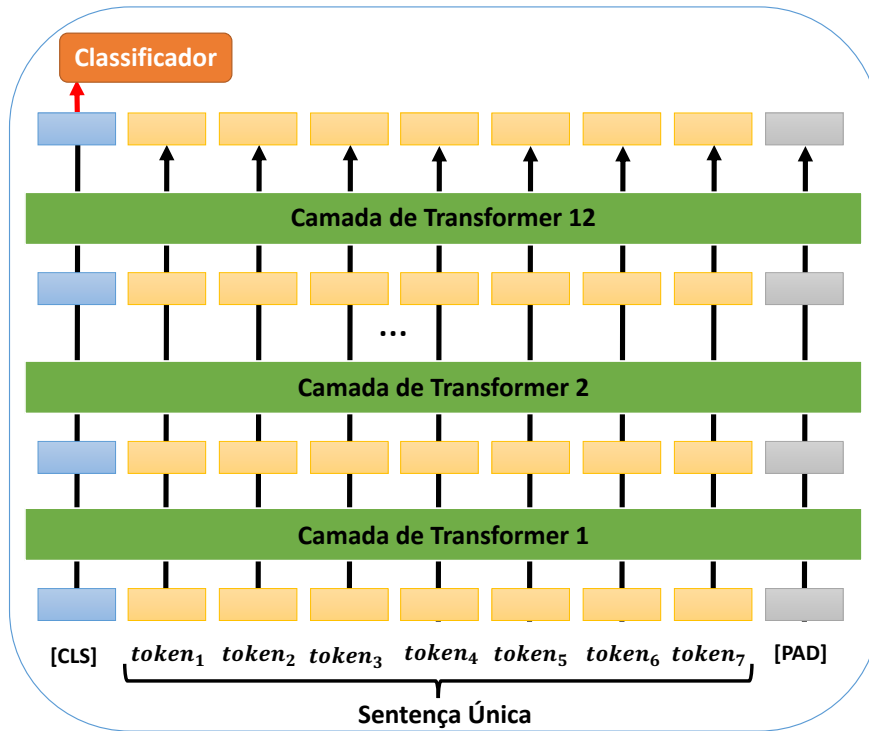 Classificador
Camada de Transformer 12
...
Camada de Transformer 2
Camada de Transformer 1
[CLS] token₁ token₂ token₃ token₄ token₅ token₆ token₇ [PAD]
Sentença Única